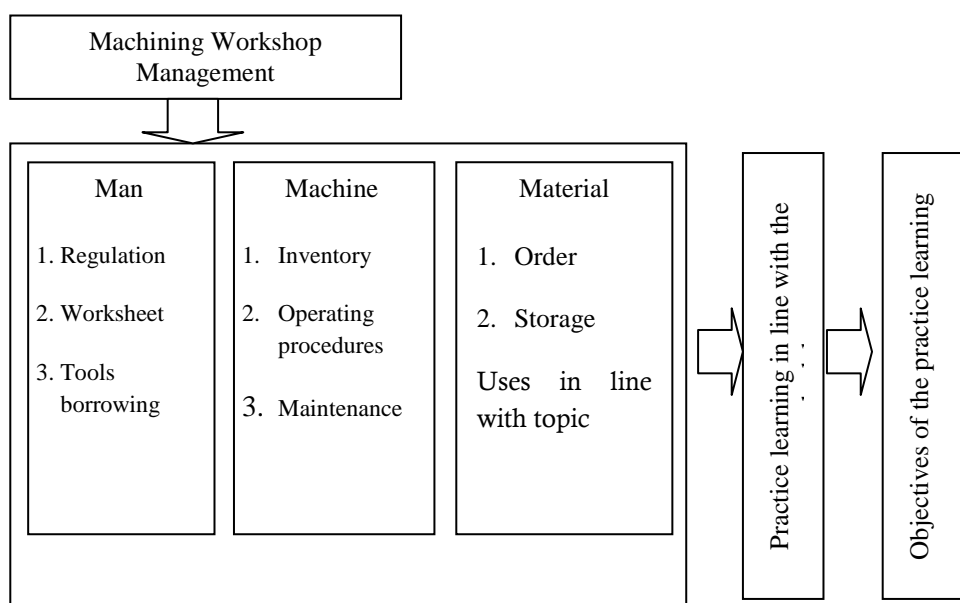 Machining Workshop
Management
Man
1. Regulation
2. Worksheet
3. Tools
borrowing
Machine
1. Inventory
2. Operating
procedures
3. Maintenance
Material
1. Order
2. Storage
Uses in line
with topic
Practice learning in line with the
Objectives of the practice learning